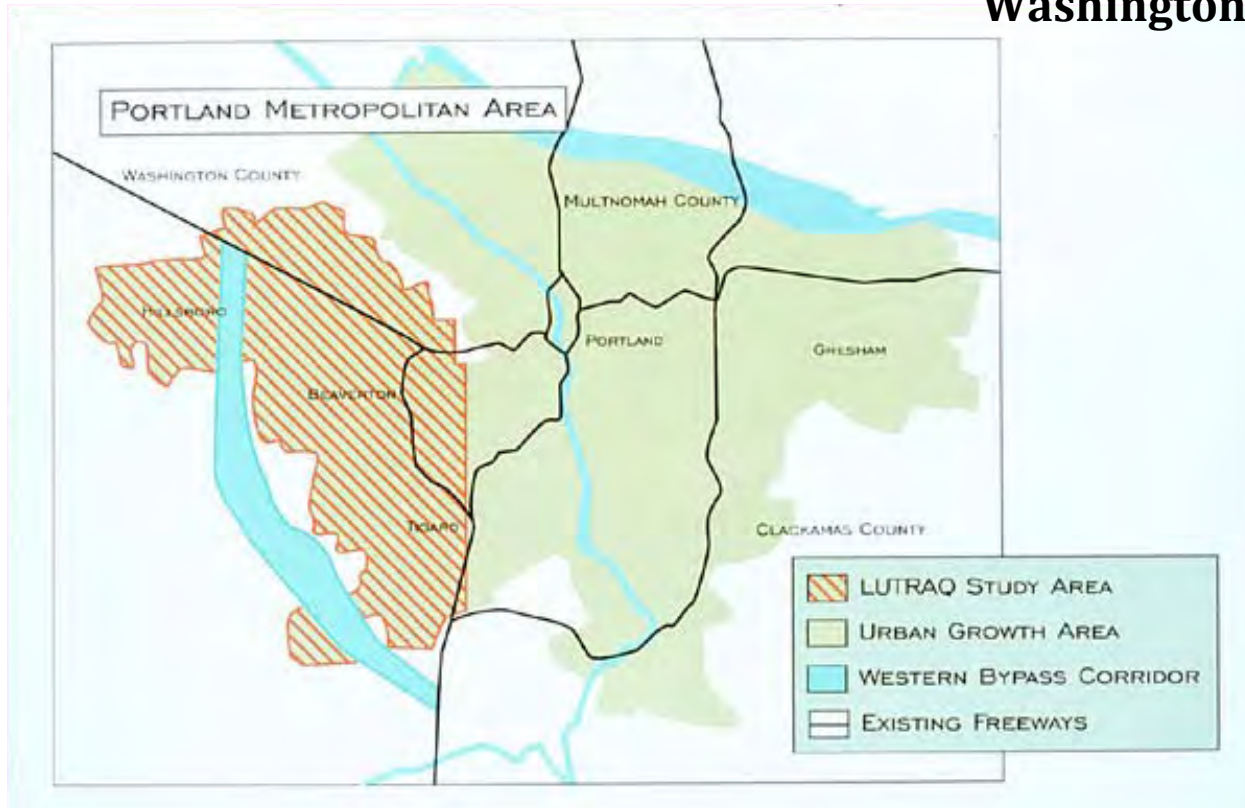 Washington
PORTLAND METROPOLITAN AREA
WASHINGTON COUNTY
MULTNOMAH COUNTY
HILLSBORO
PORTLAND
GRESHAM
BEAVERTON
TIGARD
CLACKAMAS COUNTY
LUTRAQ STUDY AREA
URBAN GROWTH AREA
WESTERN BYPASS CORRIDOR
EXISTING FREEWAYS